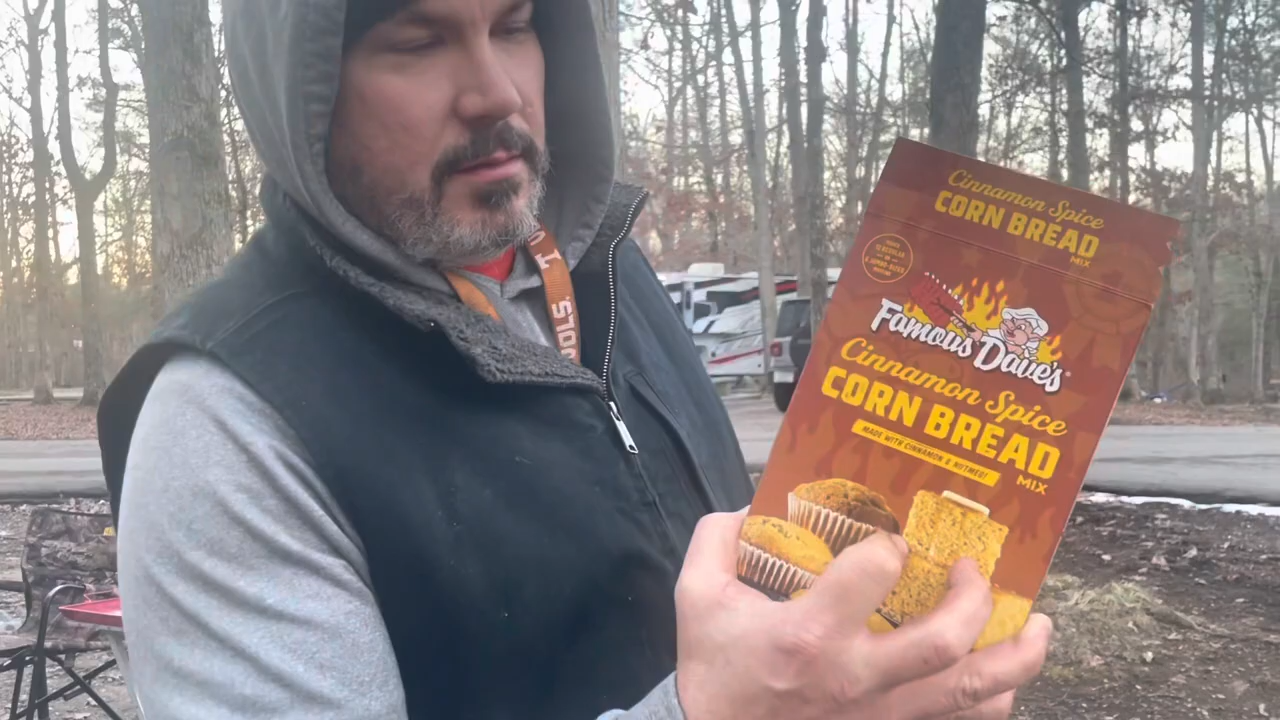 Cinnamon Spice
CORN BREAD
MIX
Famous Dave's
Cinnamon Spice
CORN BREAD
MADE WITH CINNAMON & NUTMEG!
MIX